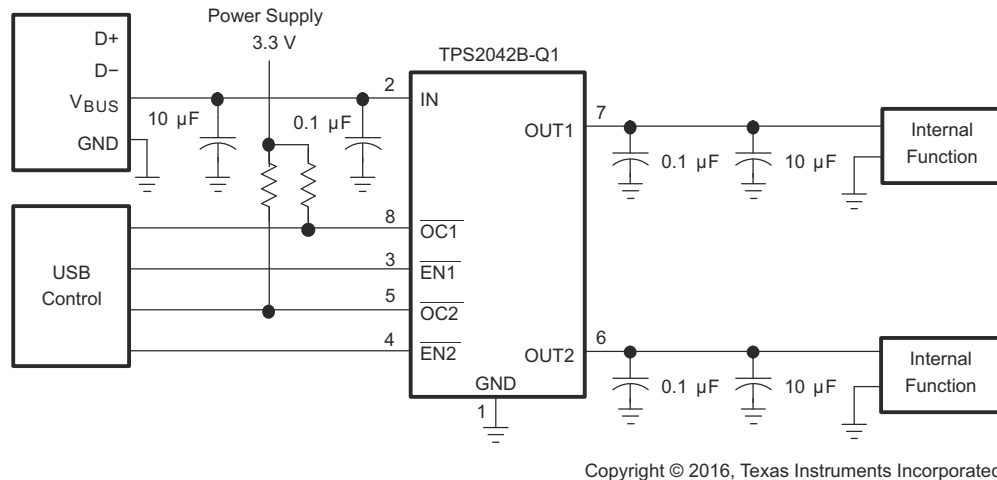 Power Supply
3.3 V
D+
D−
VBUS
GND
10 µF
0.1 µF
TPS2042B-Q1
2
IN
7
OUT1
0.1 µF
10 µF
Internal
Function
USB
Control
8
OC1
3
EN1
5
OC2
4
EN2
6
OUT2
0.1 µF
10 µF
Internal
Function
GND
1
Copyright © 2016, Texas Instruments Incorporated